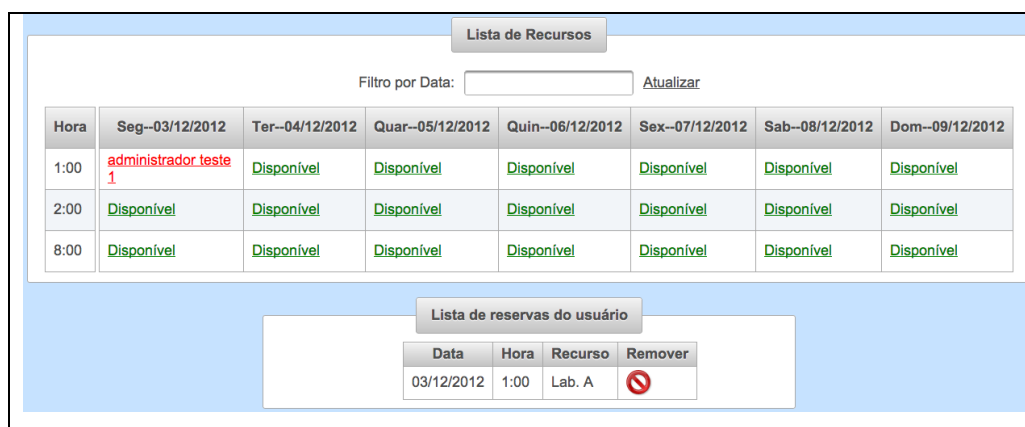 Lista de Recursos
Filtro por Data: Atualizar
Hora Seg--03/12/2012 Ter--04/12/2012 Quar--05/12/2012 Quin--06/12/2012 Sex--07/12/2012 Sab--08/12/2012 Dom--09/12/2012
1:00 administrador teste 1 Disponível Disponível Disponível Disponível Disponível Disponível
2:00 Disponível Disponível Disponível Disponível Disponível Disponível Disponível
8:00 Disponível Disponível Disponível Disponível Disponível Disponível Disponível
Lista de reservas do usuário
Data Hora Recurso Remover
03/12/2012 1:00 Lab. A